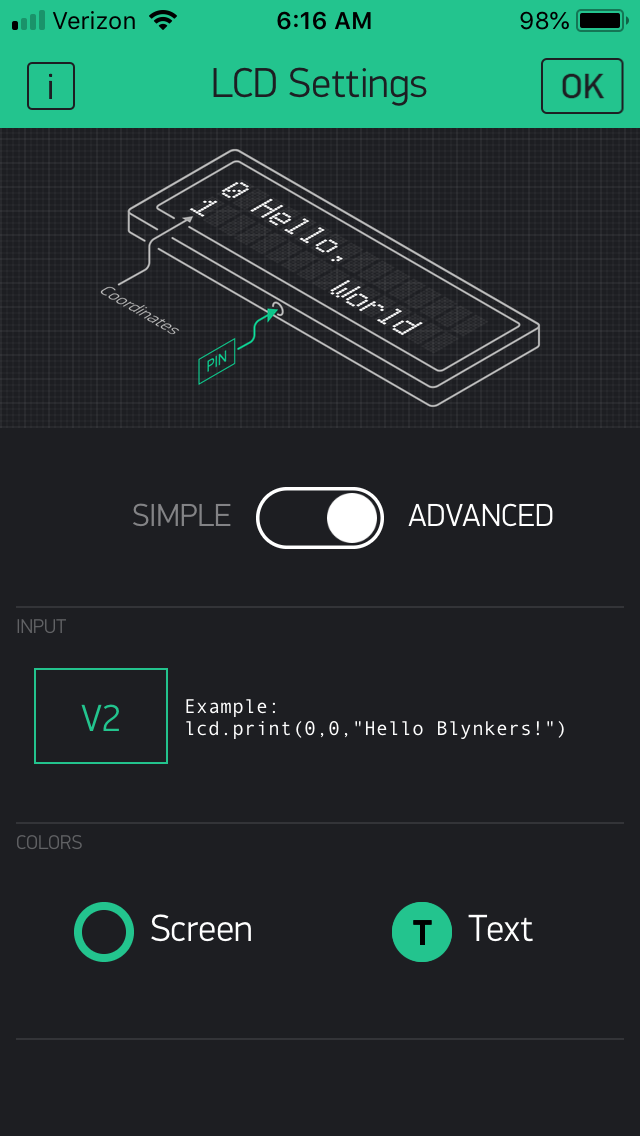 Verizon 6:16 AM 98%
i LCD Settings OK
0 Hello,
1
World
Coordinates
PIN
SIMPLE ADVANCED
INPUT
V2
Example:
lcd.print(0,0,"Hello Blynkers!")
COLORS
Screen T Text